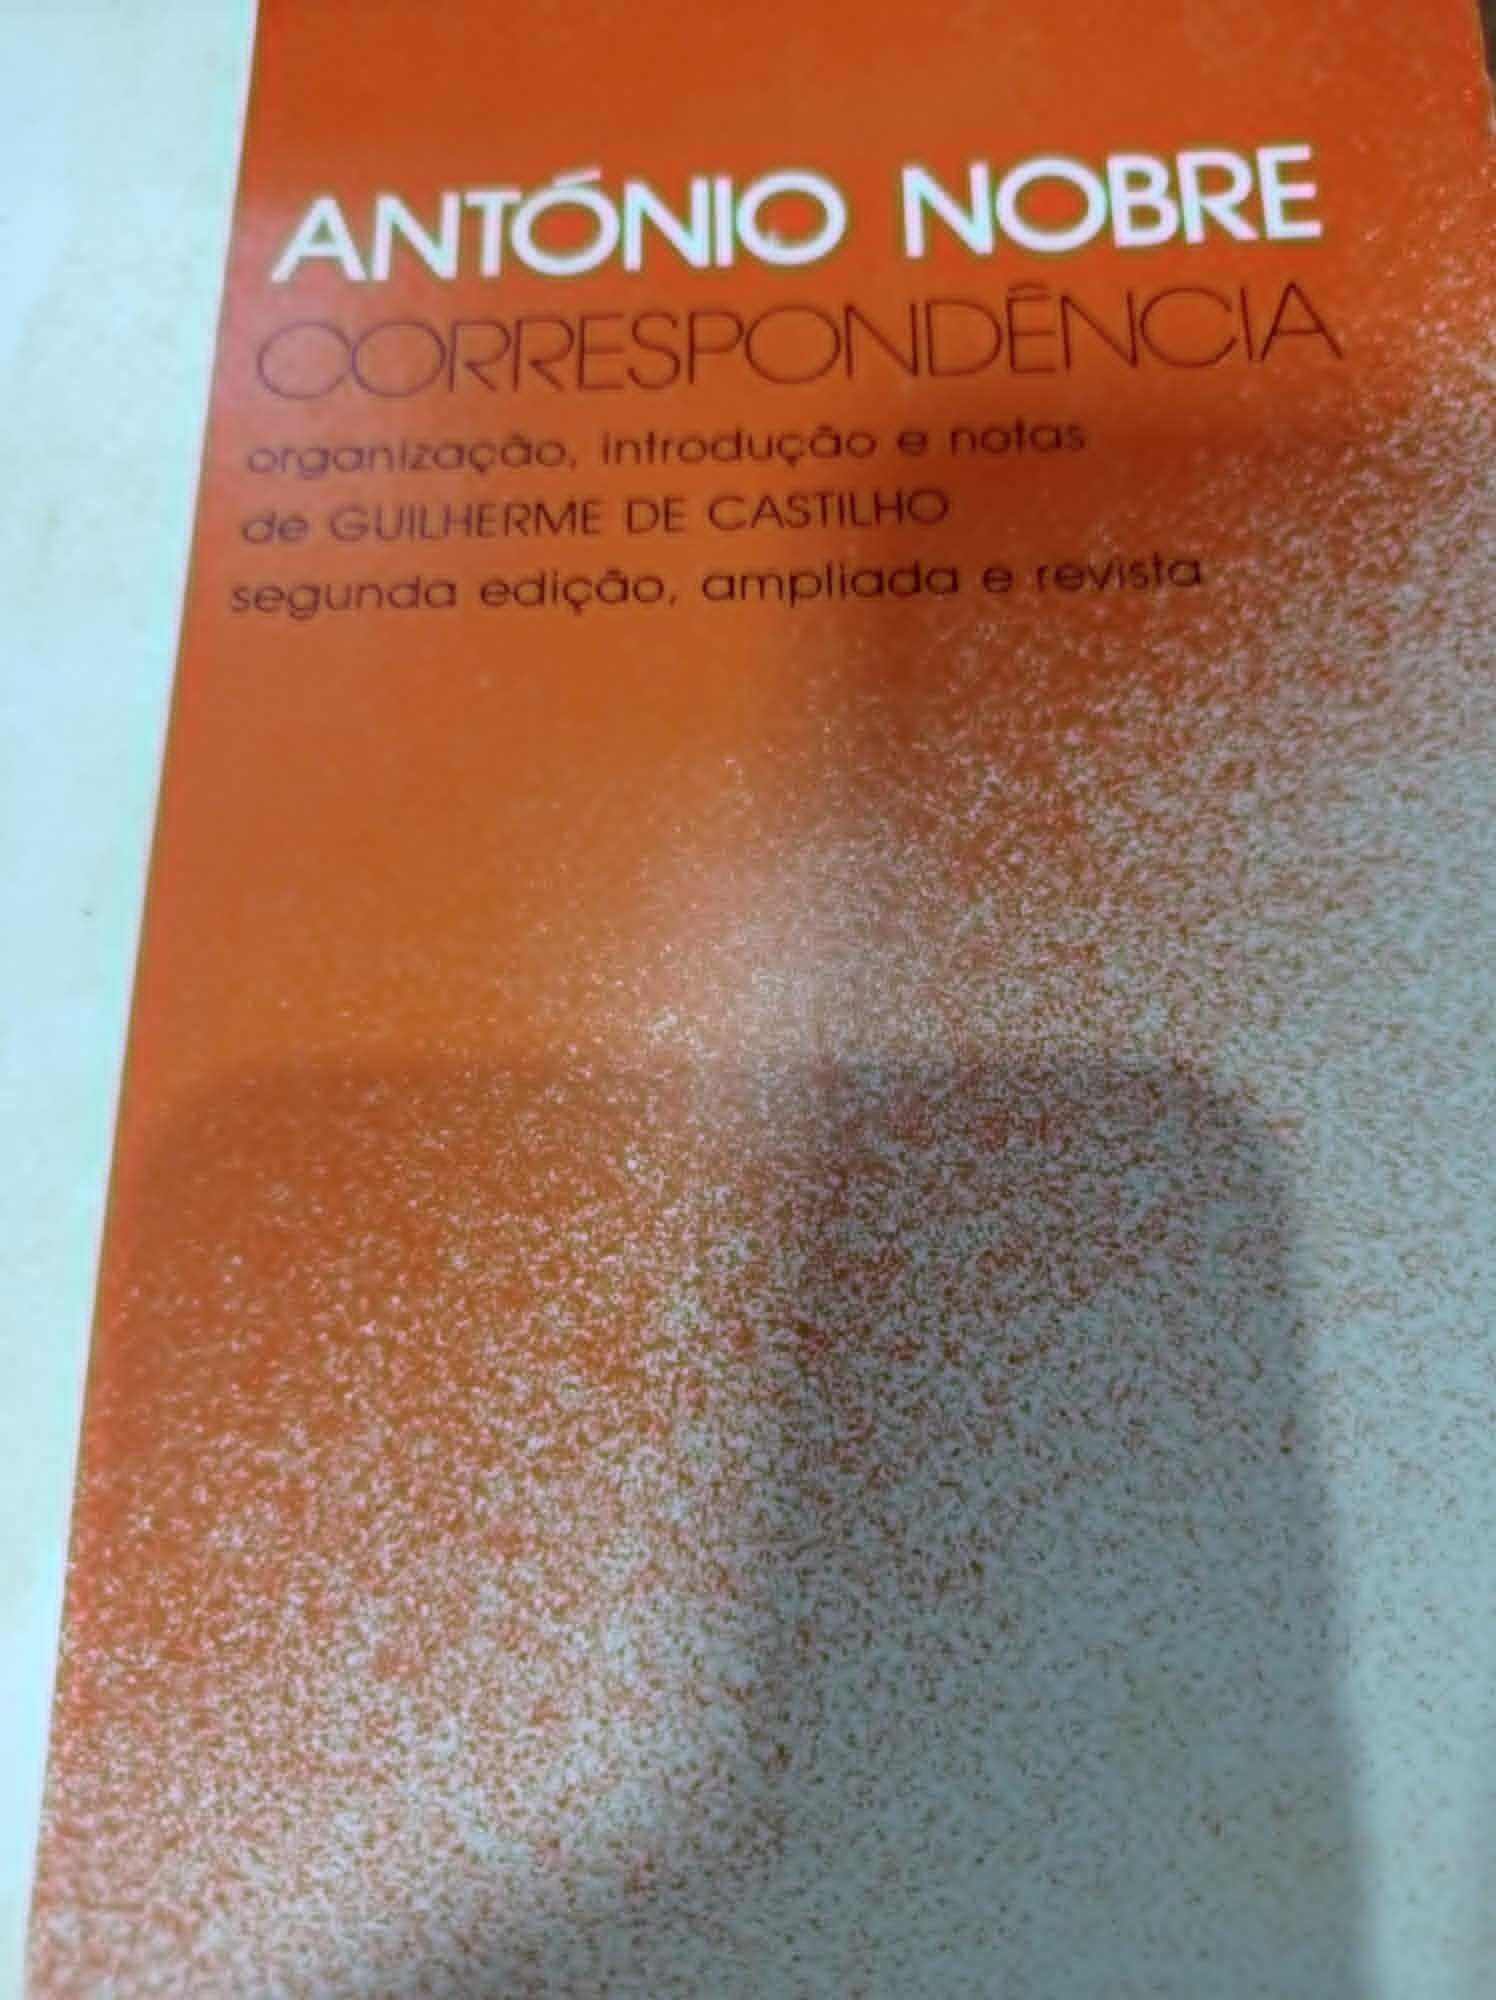 ANTÓNIO NOBRE
CORRESPONDÊNCIA
organização, introdução e notas
de GUILHERME DE CASTILHO
segunda edição, ampliada e revista